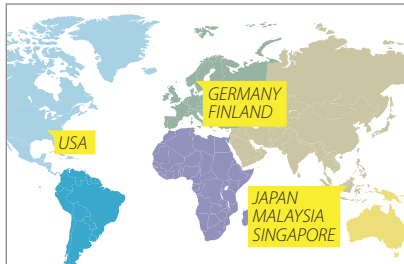 USA
GERMANY
FINLAND
JAPAN
MALAYSIA
SINGAPORE